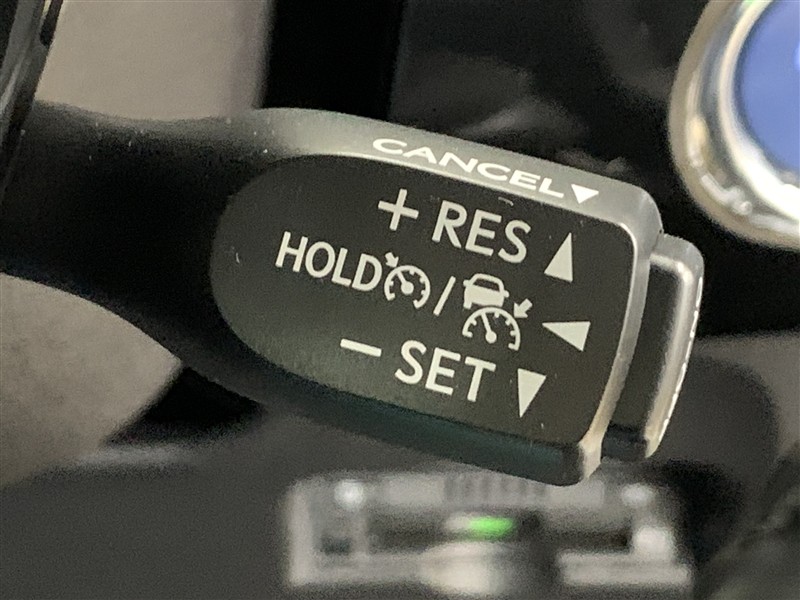 CANCEL▼
+ RES ▲
HOLD / ◀
− SET ▼